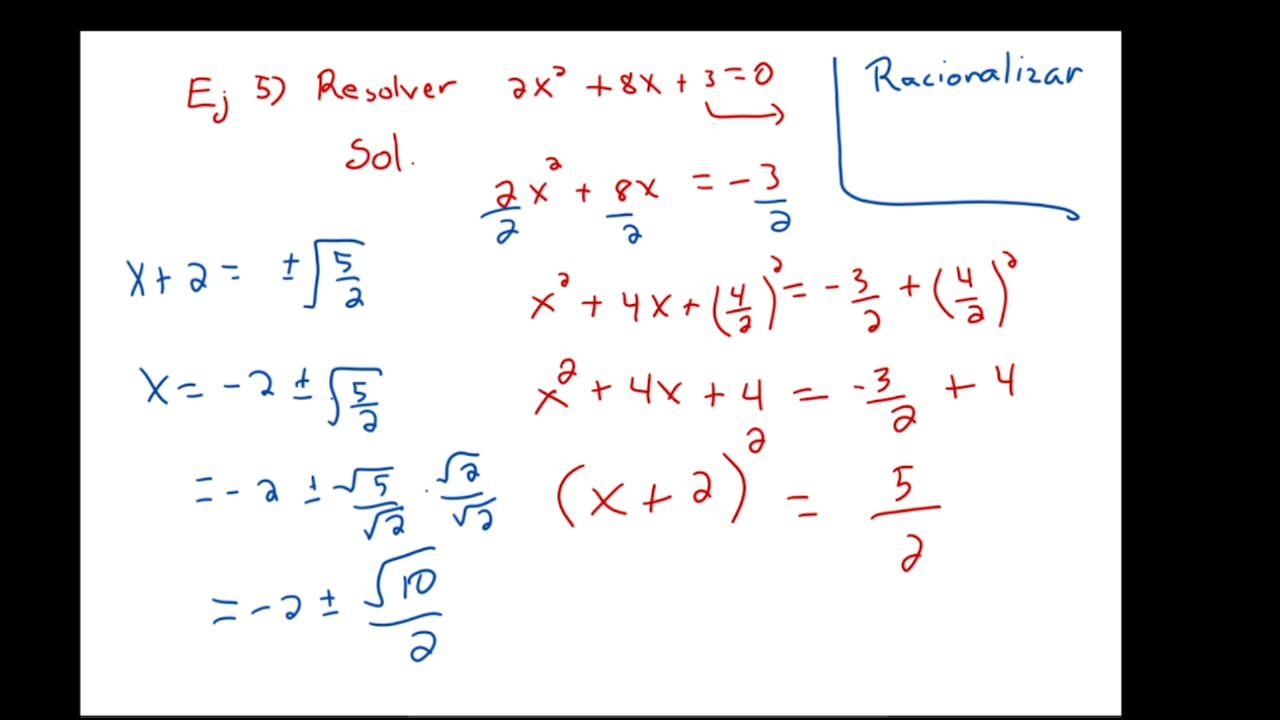 Ej 5) Resolver 2x² + 8x + 3 = 0
Racionalizar
Sol.
2/2 x² + 8x/2 = -3/2
x² + 4x + (4/2)² = -3/2 + (4/2)²
x² + 4x + 4 = -3/2 + 4
(x + 2)² = 5/2
x + 2 = ±√(5/2)
x = -2 ± √(5/2)
= -2 ± √5/√2 · √2/√2
= -2 ± √10/2